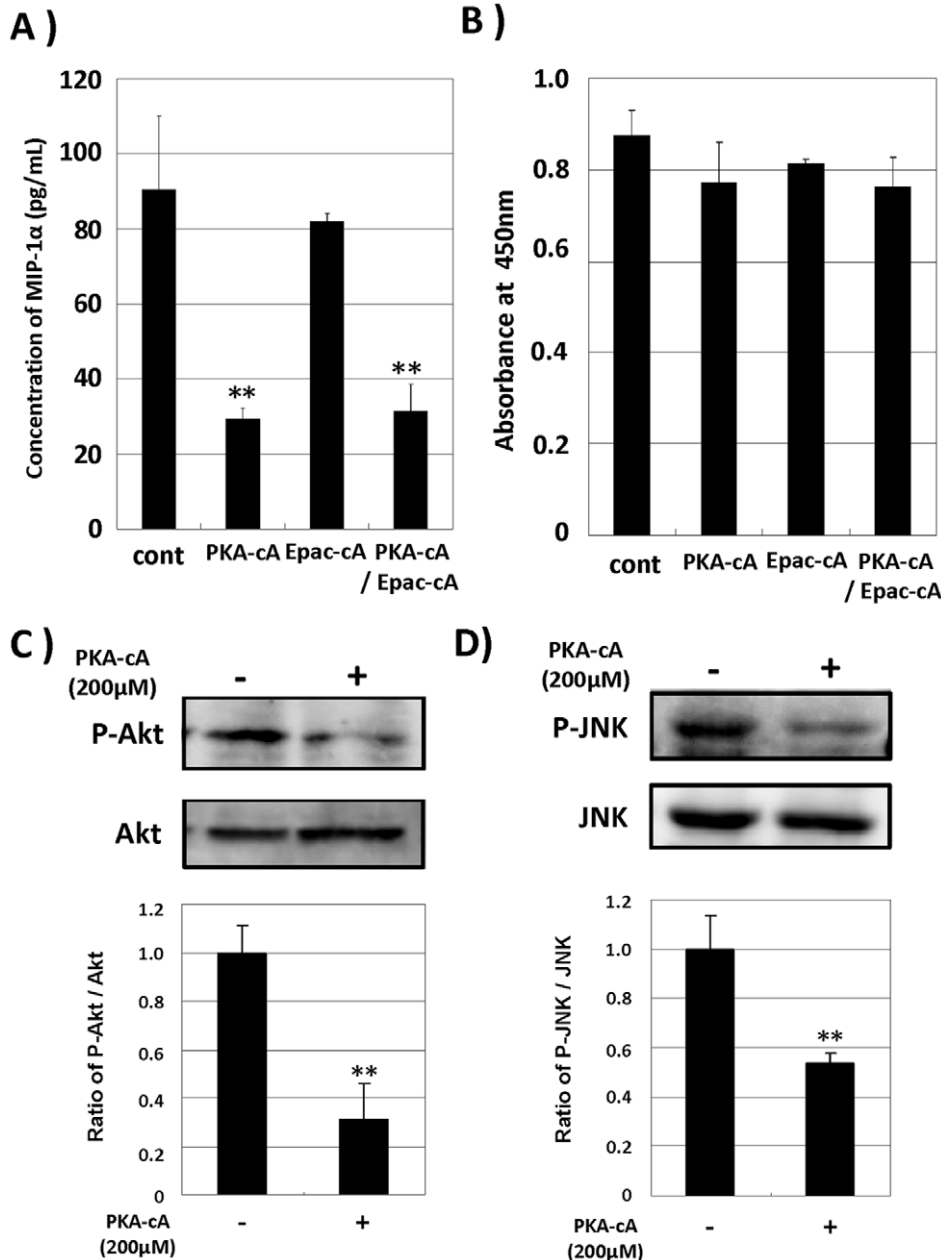 A )
Concentration of MIP-1α (pg/mL)
120
100
80
60
40
20
0
**
**
cont
PKA-cA
Epac-cA
PKA-cA
/ Epac-cA
B )
Absorbance at 450nm
1.0
0.8
0.6
0.4
0.2
0
cont
PKA-cA
Epac-cA
PKA-cA
/ Epac-cA
C )
PKA-cA
(200μM)
- +
P-Akt
Akt
Ratio of P-Akt / Akt
1.2
1.0
0.8
0.6
0.4
0.2
0
**
PKA-cA
(200μM)
- +
D)
PKA-cA
(200μM)
- +
P-JNK
JNK
Ratio of P-JNK / JNK
1.2
1.0
0.8
0.6
0.4
0.2
0
**
PKA-cA
(200μM)
- +